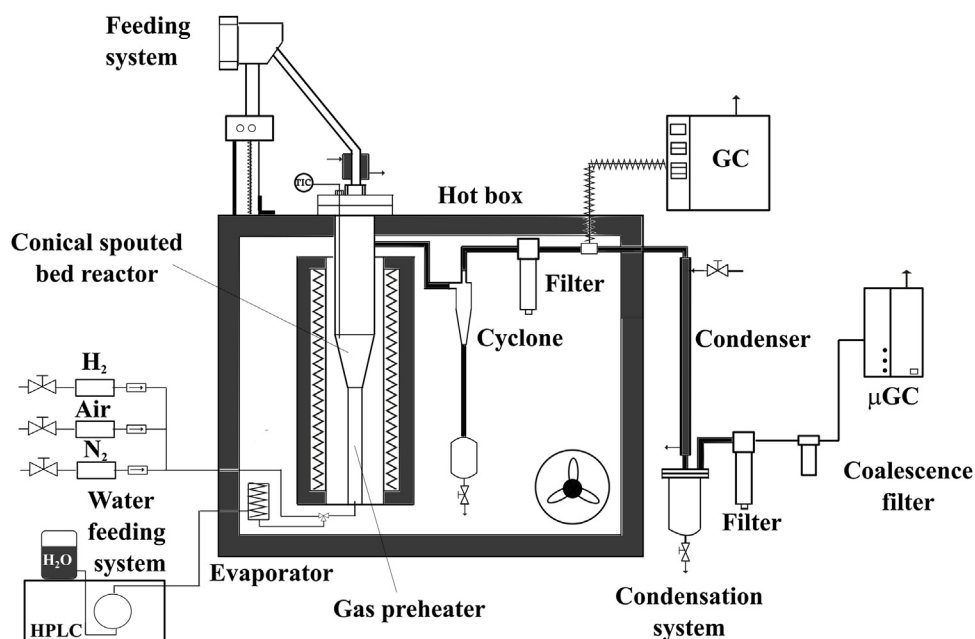 Feeding
system
TIC
GC
Hot box
Conical spouted
bed reactor
Filter
Cyclone
Condenser
μGC
H₂
Air
N₂
Water
feeding
system
H₂O
HPLC
Evaporator
Gas preheater
Filter
Coalescence
filter
Condensation
system